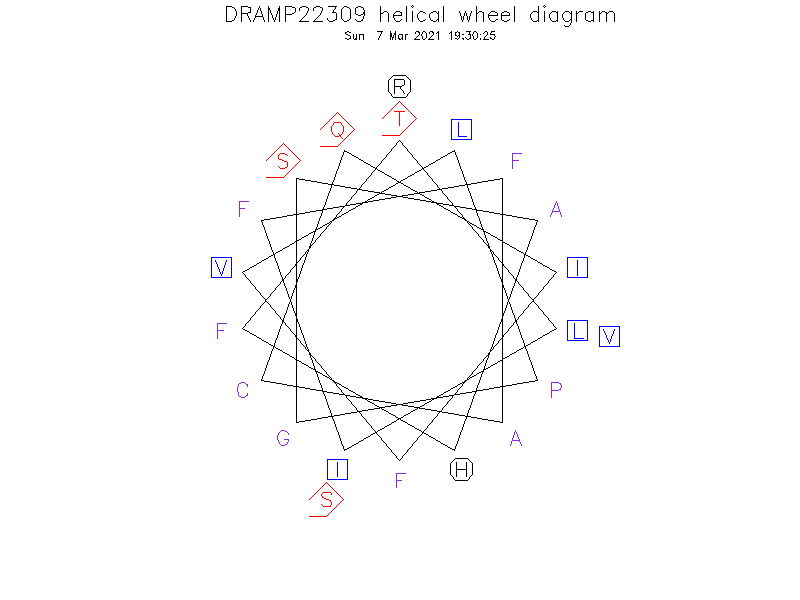 DRAMP22309 helical wheel diagram
Sun 7 Mar 2021 19:30:25
R
T
Q
L
S
F
F
A
V
I
F
L
V
C
P
G
A
I
H
F
S